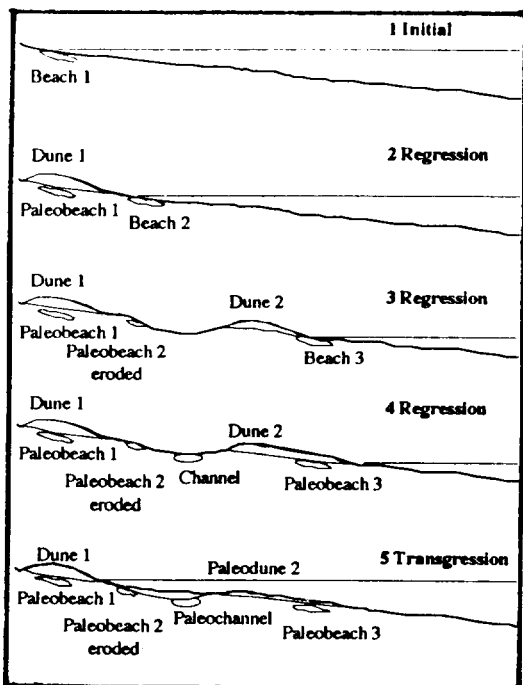 1 Initial
Beach 1
Dune 1
2 Regression
Paleobeach 1
Beach 2
Dune 1
Dune 2
3 Regression
Paleobeach 1
Paleobeach 2
eroded
Beach 3
Dune 1
Dune 2
4 Regression
Paleobeach 1
Paleobeach 2
eroded
Channel
Paleobeach 3
Dune 1
Paleodune 2
5 Transgression
Paleobeach 1
Paleobeach 2
eroded
Paleochannel
Paleobeach 3